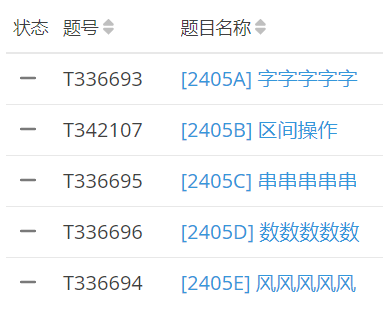 状态 题号 题目名称
— T336693 [2405A] 字字字字字
— T342107 [2405B] 区间操作
— T336695 [2405C] 串串串串串
— T336696 [2405D] 数数数数数
— T336694 [2405E] 风风风风风